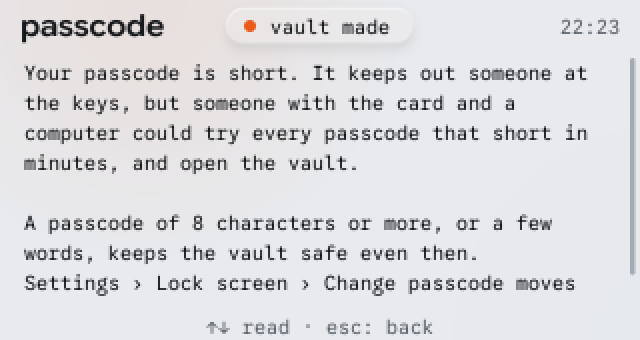 passcode
vault made
22:23
Your passcode is short. It keeps out someone at
the keys, but someone with the card and a
computer could try every passcode that short in
minutes, and open the vault.
A passcode of 8 characters or more, or a few
words, keeps the vault safe even then.
Settings › Lock screen › Change passcode moves
↑↓ read · esc: back